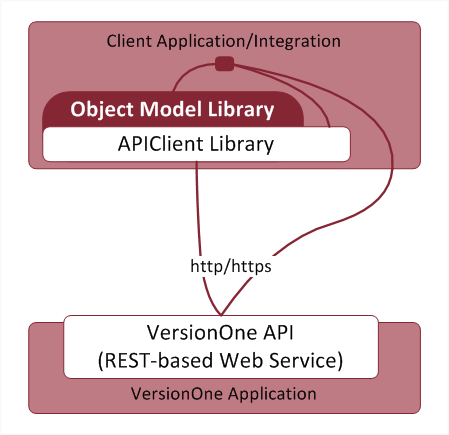 Client Application/Integration
Object Model Library
APIClient Library
http/https
VersionOne API
(REST-based Web Service)
VersionOne Application